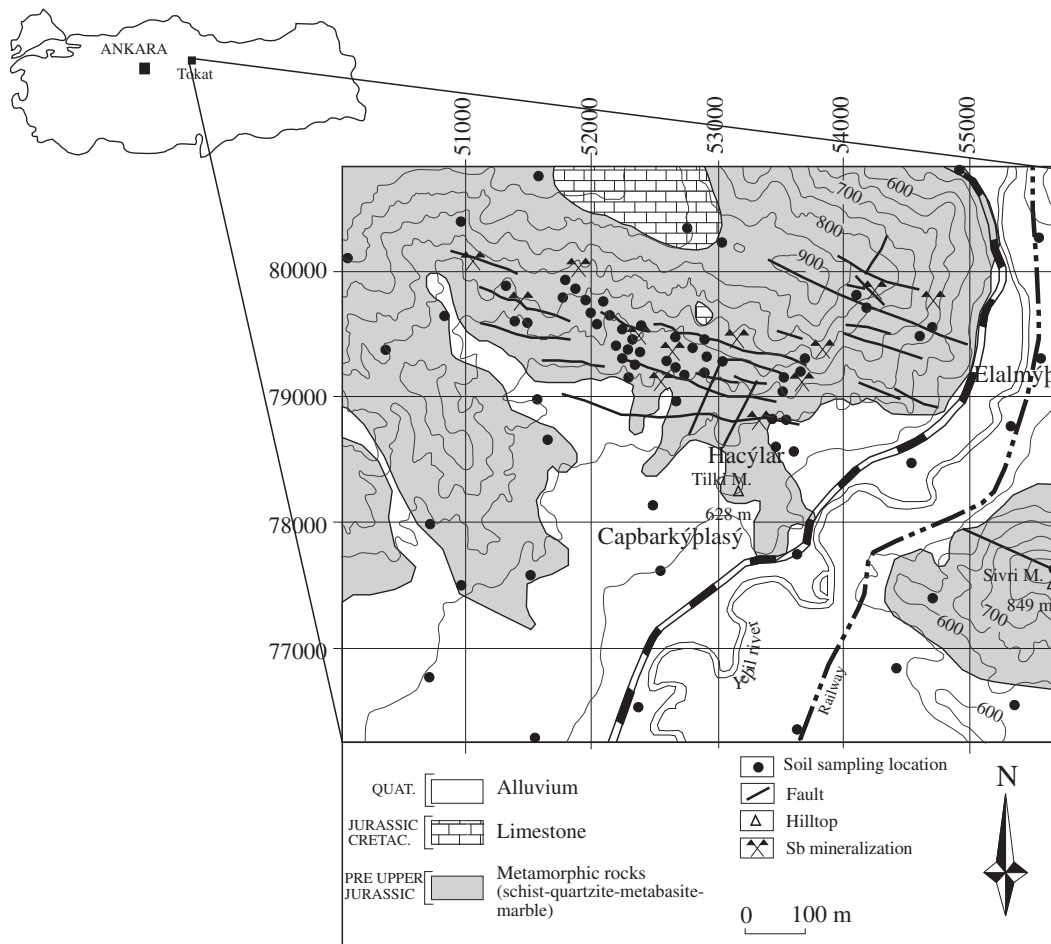 ANKARA
Tokat
51000
52000
53000
54000
55000
600
700
800
900
80000
79000
78000
77000
Elalmýþ
Hacýlar
Tilki M.
628 m
Capbarkýplasý
Sivri M.
849 m
700
600
600
Yeþil river
Railway
QUAT.
Alluvium
JURASSIC
CRETAC.
Limestone
PRE UPPER
JURASSIC
Metamorphic rocks
(schist-quartzite-metabasite-
marble)
Soil sampling location
Fault
Hilltop
Sb mineralization
0 100 m
N